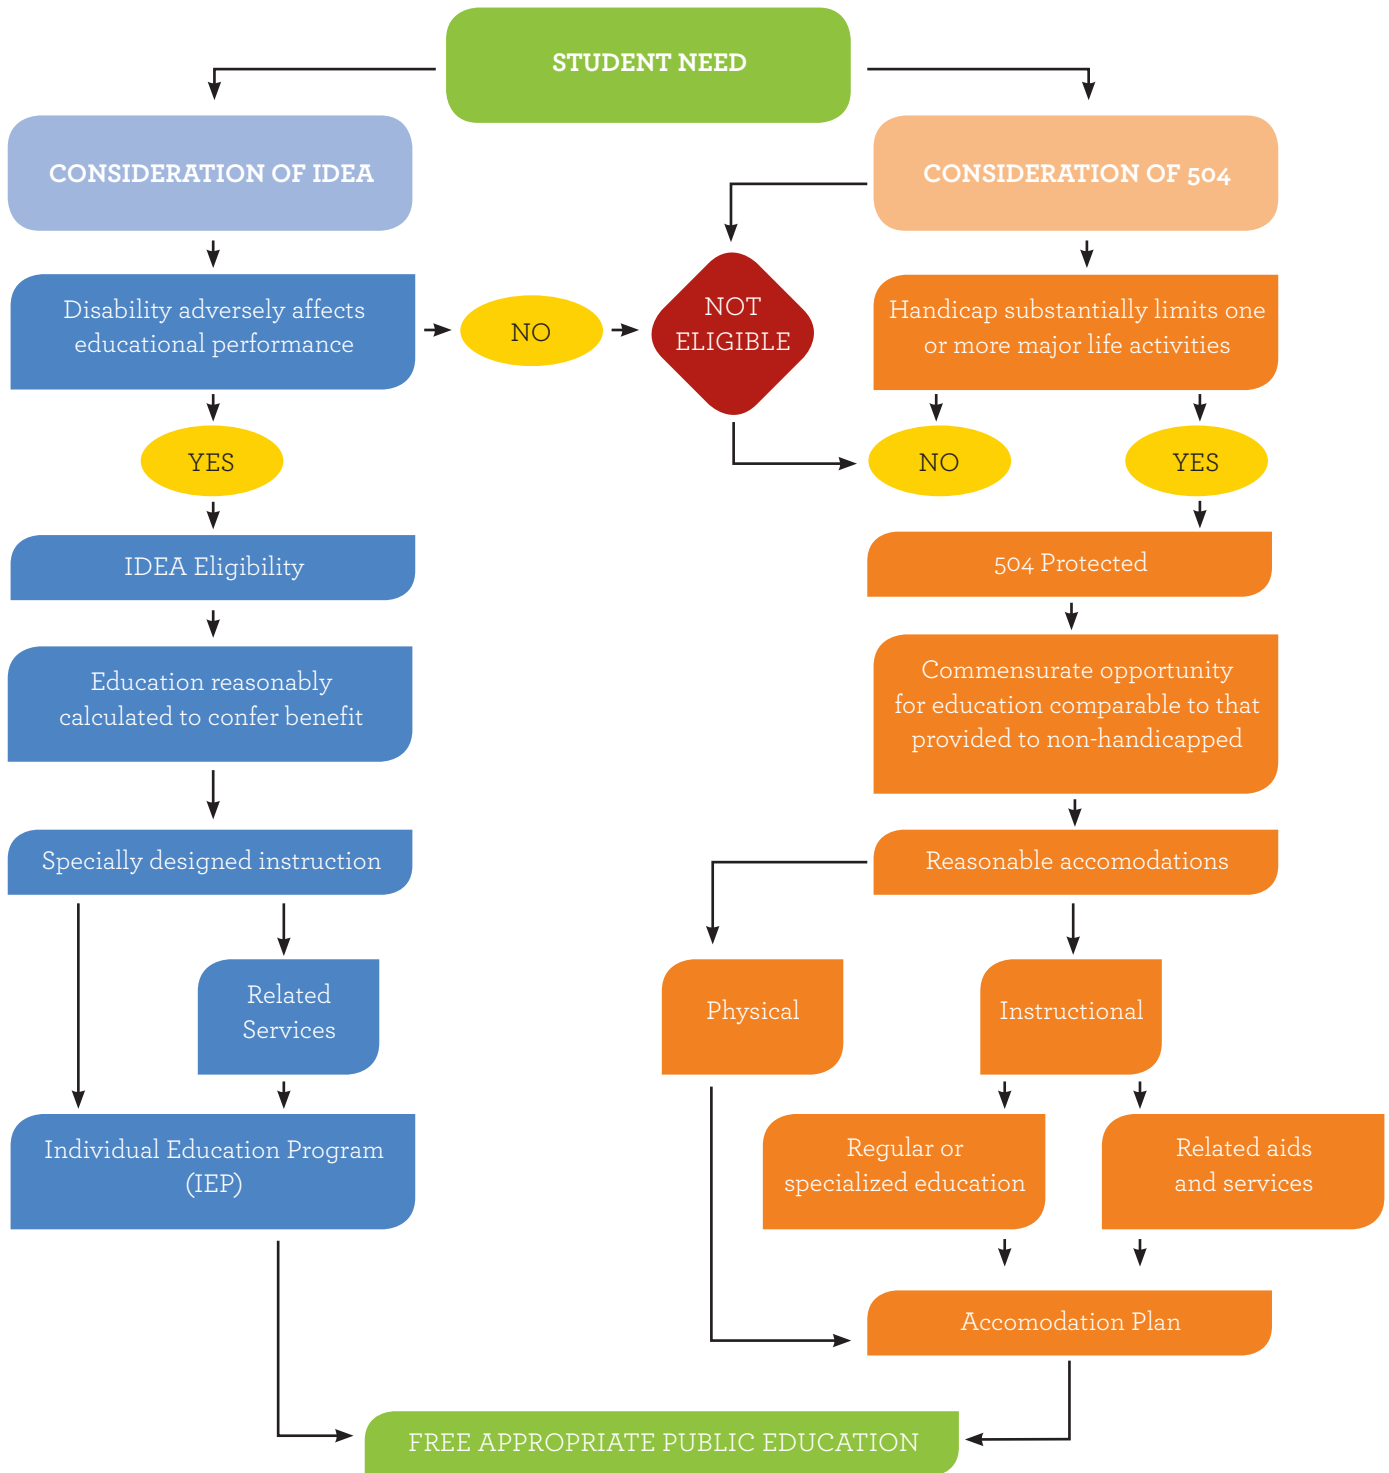 STUDENT NEED
CONSIDERATION OF IDEA
CONSIDERATION OF 504
Disability adversely affects
educational performance
NO
NOT
ELIGIBLE
Handicap substantially limits one
or more major life activities
YES
NO
YES
IDEA Eligibility
504 Protected
Education reasonably
calculated to confer benefit
Commensurate opportunity
for education comparable to that
provided to non-handicapped
Specially designed instruction
Reasonable accomodations
Related
Services
Physical
Instructional
Individual Education Program
(IEP)
Regular or
specialized education
Related aids
and services
Accomodation Plan
FREE APPROPRIATE PUBLIC EDUCATION